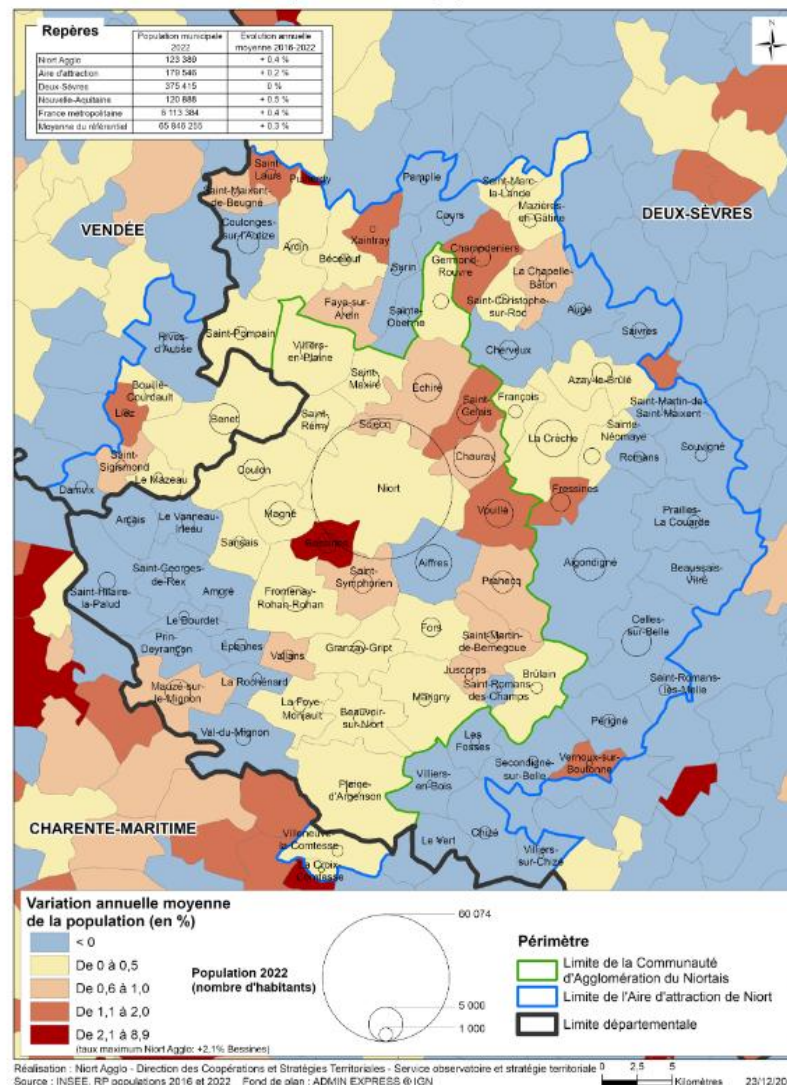 Repères
Population municipale 2022
Evolution annuelle moyenne 2016-2022
Niort Agglo 123 389 + 0,4 %
Aire d'attraction 179 546 + 0,2 %
Deux-Sèvres 375 415 0 %
Nouvelle-Aquitaine 120 888 + 0,5 %
France métropolitaine 6 113 384 + 0,4 %
Moyenne du référentiel 65 846 255 + 0,3 %
N
VENDÉE
DEUX-SÈVRES
CHARENTE-MARITIME
Saint-Laurs
Saint-Maixent-de-Beugné
Coulonges-sur-l'Autize
Pamplie
Cours
Saint-Marc-la-Lande
Mazières-en-Gâtine
Xaintray
Ardin
Béceleuf
Surin
Champdeniers
Germond-Rouvre
La Chapelle-Bâton
Faye-sur-Ardin
Sainte-Ouenne
Saint-Christophe-sur-Roc
Augé
Saivres
Cherveux
Saint-Pompain
Villiers-en-Plaine
Rives-d'Autise
Saint-Maxire
Échiré
Azay-le-Brûlé
Bouillé-Courdault
Liez
Benet
Saint-Rémy
Sciecq
Saint-Gelais
François
Saint-Martin-de-Saint-Maixent
La Crèche
Sainte-Néomaye
Romans
Souvigné
Saint-Sigismond
Le Mazeau
Coulon
Niort
Chauray
Damvix
Magné
Vouillé
Fressines
Prailles-La Couarde
Arçais
Le Vanneau-Irleau
Sansais
Bessines
Aiffres
Aigondigné
Beaussais-Vitré
Saint-Georges-de-Rex
Saint-Hilaire-la-Palud
Amuré
Saint-Symphorien
Prahecq
Frontenay-Rohan-Rohan
Le Bourdet
Fors
Celles-sur-Belle
Prin-Deyrançon
Épannes
Vallans
Granzay-Gript
Saint-Martin-de-Bernegoue
Juscorps
Brûlain
Mauzé-sur-le-Mignon
La Rochénard
Saint-Romans-des-Champs
Saint-Romans-lès-Melle
Marigny
La Foye-Monjault
Beauvoir-sur-Niort
Périgné
Val-du-Mignon
Les Fosses
Secondigné-sur-Belle
Vernoux-sur-Boutonne
Plaine-d'Argenson
Villiers-en-Bois
Villeneuve-la-Comtesse
Le Vert
Chizé
Villiers-sur-Chizé
La Croix-Comtesse
Variation annuelle moyenne
de la population (en %)
< 0
De 0 à 0,5
De 0,6 à 1,0
De 1,1 à 2,0
De 2,1 à 8,9
(taux maximum Niort Agglo: +2,1% Bessines)
Population 2022
(nombre d'habitants)
60 074
5 000
1 000
Périmètre
Limite de la Communauté
d'Agglomération du Niortais
Limite de l'Aire d'attraction de Niort
Limite départementale
Réalisation : Niort Agglo - Direction des Coopérations et Stratégies Territoriales - Service observatoire et stratégie territoriale
0 2,5 5
Kilomètres
Source : INSEE, RP populations 2016 et 2022 Fond de plan : ADMIN EXPRESS ® IGN
23/12/20